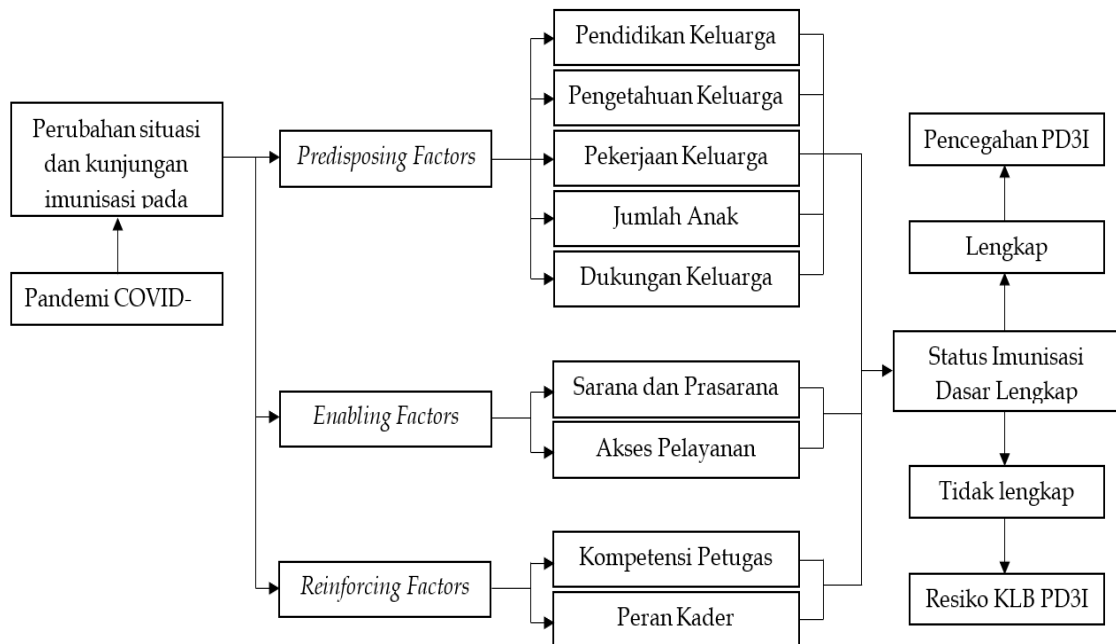 Perubahan situasi
dan kunjungan
imunisasi pada
Pandemi COVID-
Predisposing Factors
Enabling Factors
Reinforcing Factors
Pendidikan Keluarga
Pengetahuan Keluarga
Pekerjaan Keluarga
Jumlah Anak
Dukungan Keluarga
Sarana dan Prasarana
Akses Pelayanan
Kompetensi Petugas
Peran Kader
Pencegahan PD3I
Lengkap
Status Imunisasi
Dasar Lengkap
Tidak lengkap
Resiko KLB PD3I